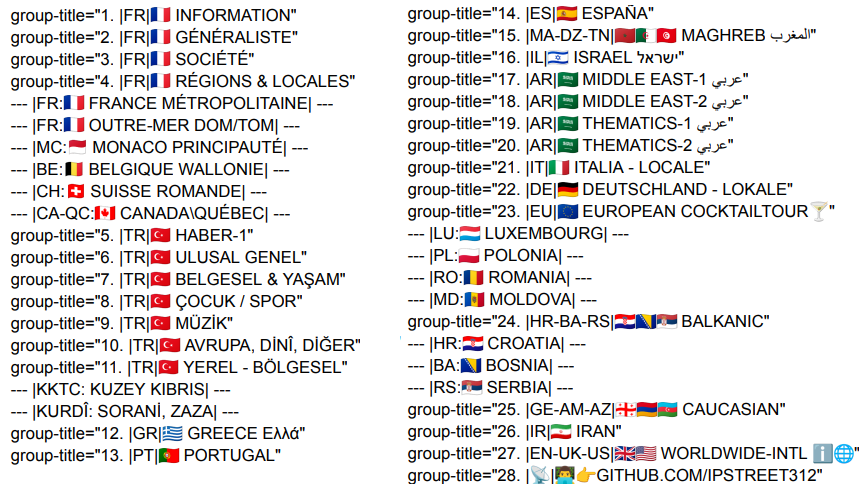 group-title="1. |FR|🇫🇷 INFORMATION"
group-title="2. |FR|🇫🇷 GÉNÉRALISTE"
group-title="3. |FR|🇫🇷 SOCIÉTÉ"
group-title="4. |FR|🇫🇷 RÉGIONS & LOCALES"
--- |FR:🇫🇷 FRANCE MÉTROPOLITAINE| ---
--- |FR:🇫🇷 OUTRE-MER DOM/TOM| ---
--- |MC:🇲🇨 MONACO PRINCIPAUTÉ| ---
--- |BE:🇧🇪 BELGIQUE WALLONIE| ---
--- |CH:🇨🇭 SUISSE ROMANDE| ---
--- |CA-QC:🇨🇦 CANADA\QUÉBEC| ---
group-title="5. |TR|🇹🇷 HABER-1"
group-title="6. |TR|🇹🇷 ULUSAL GENEL"
group-title="7. |TR|🇹🇷 BELGESEL & YAŞAM"
group-title="8. |TR|🇹🇷 ÇOCUK / SPOR"
group-title="9. |TR|🇹🇷 MÜZİK"
group-title="10. |TR|🇹🇷 AVRUPA, DİNİ, DİĞER"
group-title="11. |TR|🇹🇷 YEREL - BÖLGESEL"
--- |KKTC: KUZEY KIBRIS| ---
--- |KURDÎ: SORANÎ, ZAZA| ---
group-title="12. |GR|🇬🇷 GREECE Ελλά"
group-title="13. |PT|🇵🇹 PORTUGAL"
group-title="14. |ES|🇪🇸 ESPAÑA"
group-title="15. |MA-DZ-TN|🇲🇦🇩🇿🇹🇳 MAGHREB المغرب"
group-title="16. |IL|🇮🇱 ISRAEL ישראל"
group-title="17. |AR|🇸🇦 MIDDLE EAST-1 عربي"
group-title="18. |AR|🇸🇦 MIDDLE EAST-2 عربي"
group-title="19. |AR|🇸🇦 THEMATICS-1 عربي"
group-title="20. |AR|🇸🇦 THEMATICS-2 عربي"
group-title="21. |IT|🇮🇹 ITALIA - LOCALE"
group-title="22. |DE|🇩🇪 DEUTSCHLAND - LOKALE"
group-title="23. |EU|🇪🇺 EUROPEAN COCKTAILTOUR🍸"
--- |LU:🇱🇺 LUXEMBOURG| ---
--- |PL:🇵🇱 POLONIA| ---
--- |RO:🇷🇴 ROMANIA| ---
--- |MD:🇲🇩 MOLDOVA| ---
group-title="24. |HR-BA-RS|🇭🇷🇧🇦🇷🇸 BALKANIC"
--- |HR:🇭🇷 CROATIA| ---
--- |BA:🇧🇦 BOSNIA| ---
--- |RS:🇷🇸 SERBIA| ---
group-title="25. |GE-AM-AZ|🇬🇪🇦🇲🇦🇿 CAUCASIAN"
group-title="26. |IR|🇮🇷 IRAN"
group-title="27. |EN-UK-US|🇬🇧🇺🇸 WORLDWIDE-INTL ℹ️🌐"
group-title="28. |📡|👨‍💻👉GITHUB.COM/IPSTREET312"